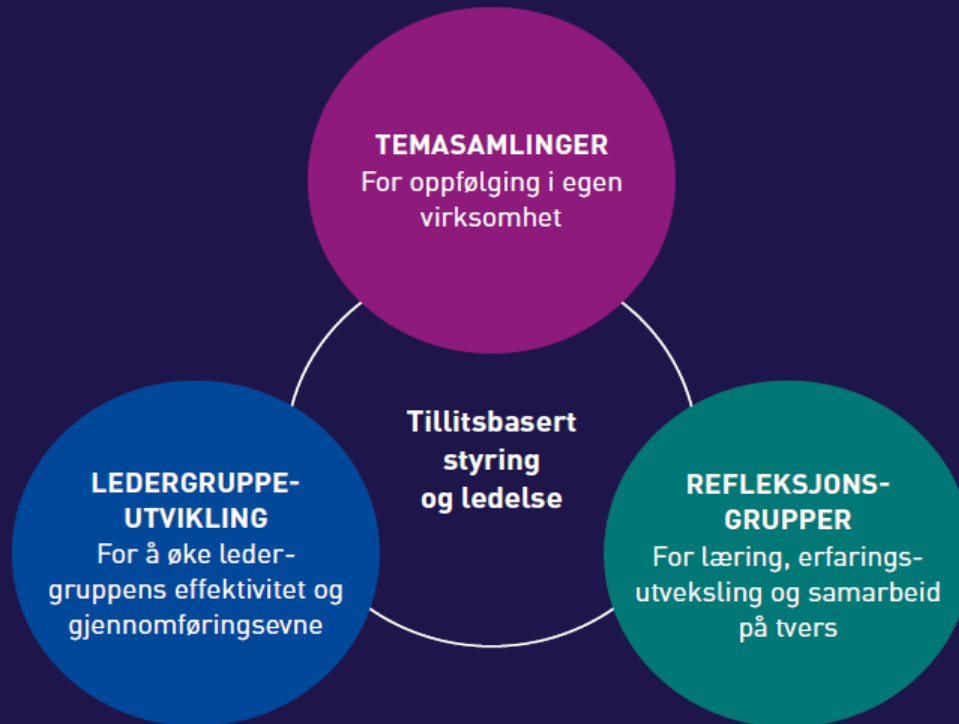 TEMASAMLINGER
For oppfølging i egen
virksomhet
Tillitsbasert
styring
og ledelse
LEDERGRUPPE-
UTVIKLING
For å øke leder-
gruppens effektivitet og
gjennomføringsevne
REFLEKSJONS-
GRUPPER
For læring, erfarings-
utveksling og samarbeid
på tvers